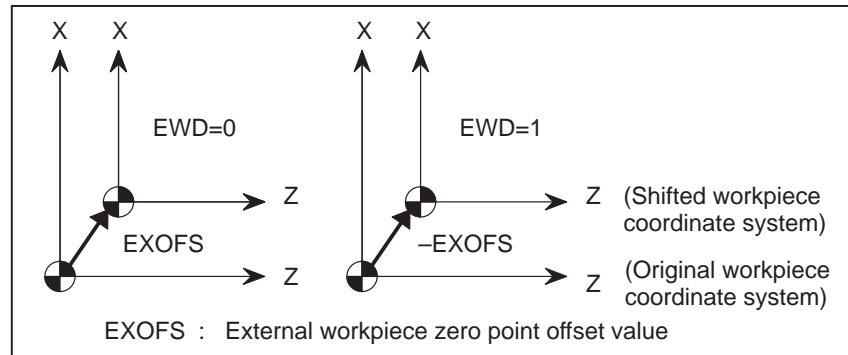 X X X X
EWD=0 EWD=1
Z Z (Shifted workpiece
coordinate system)
EXOFS –EXOFS
Z Z (Original workpiece
coordinate system)
EXOFS : External workpiece zero point offset value